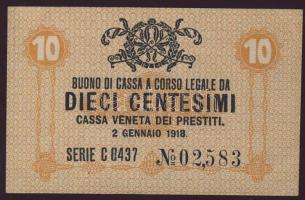 10 10
BUONO DI CASSA A CORSO LEGALE DA
DIECI CENTESIMI
CASSA VENETA DEI PRESTITI.
2 GENNAIO 1918.
SERIE C 0437 No 02,583